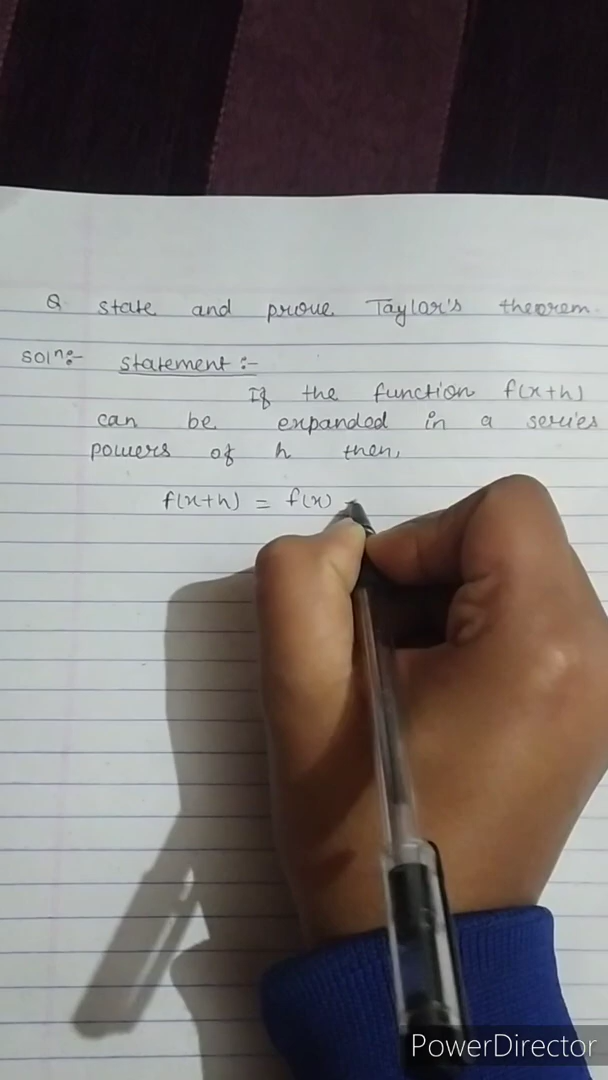 Q state and prove Taylor's theorem.
Solⁿ:- Statement :-
If the function f(x+h)
can be expanded in a series
powers of h then,
f(x+h) = f(x) -
PowerDirector